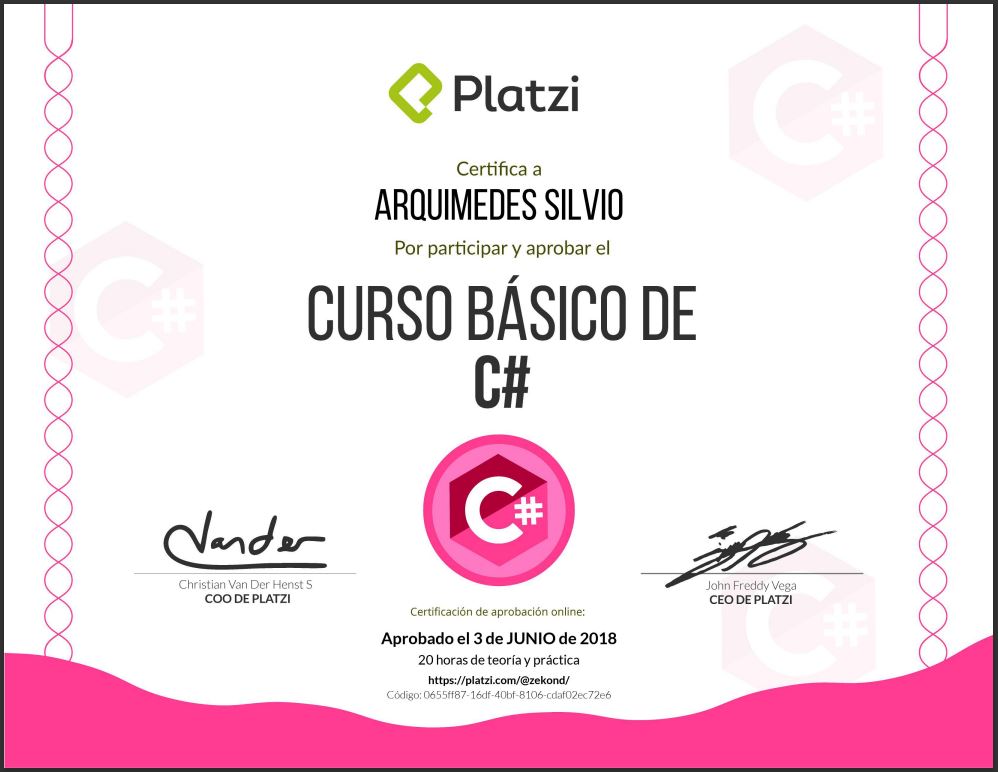 Platzi
Certifica a
ARQUIMEDES SILVIO
Por participar y aprobar el
CURSO BÁSICO DE
C#
C#
C#
C#
Vander
Christian Van Der Henst S
COO DE PLATZI
John Freddy Vega
CEO DE PLATZI
C#
Certificación de aprobación online:
Aprobado el 3 de JUNIO de 2018
20 horas de teoría y práctica
https://platzi.com/@zekond/
Código: 0655ff87-16df-40bf-8106-cdaf02ec72e6